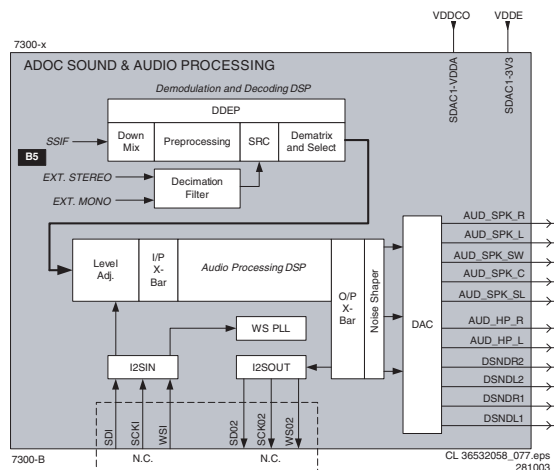 VDDCO
VDDE
7300-x
ADOC SOUND & AUDIO PROCESSING
SDAC1-VDDA
SDAC1-3V3
Demodulation and Decoding DSP
DDEP
Down Mix
Preprocessing
SRC
Dematrix and Select
SSIF
B5
EXT. STEREO
EXT. MONO
Decimation Filter
Level Adj.
I/P X-Bar
Audio Processing DSP
O/P X-Bar
Noise Shaper
DAC
AUD_SPK_R
AUD_SPK_L
AUD_SPK_SW
AUD_SPK_C
AUD_SPK_SL
AUD_HP_R
AUD_HP_L
DSNDR2
DSNDL2
DSNDR1
DSNDL1
WS PLL
I2SIN
I2SOUT
SDI
SCKI
WSI
SD02
SCK02
WS02
7300-B
N.C.
N.C.
CL 36532058_077.eps
281003